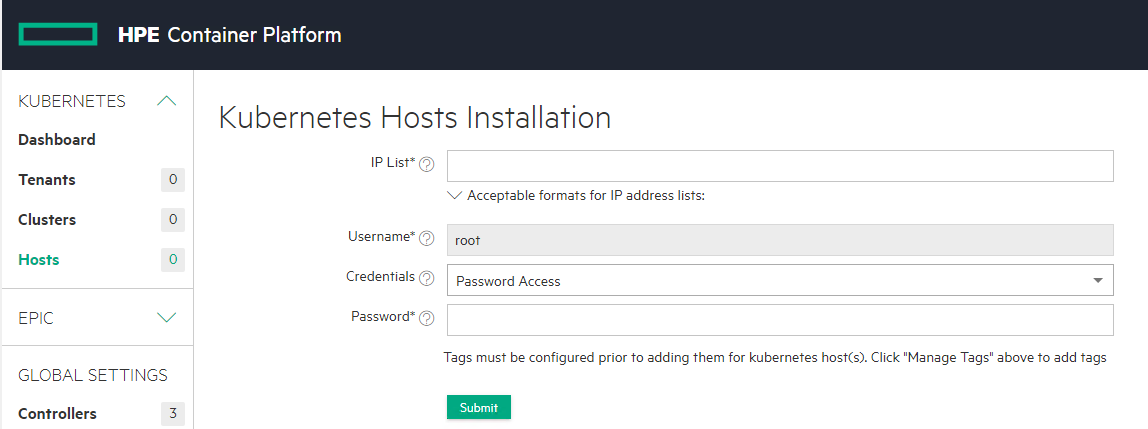 HPE Container Platform
KUBERNETES
Dashboard
Tenants 0
Clusters 0
Hosts 0
EPIC
GLOBAL SETTINGS
Controllers 3
Kubernetes Hosts Installation
IP List* ?
Acceptable formats for IP address lists:
Username* ? root
Credentials ? Password Access
Password* ?
Tags must be configured prior to adding them for kubernetes host(s). Click "Manage Tags" above to add tags
Submit